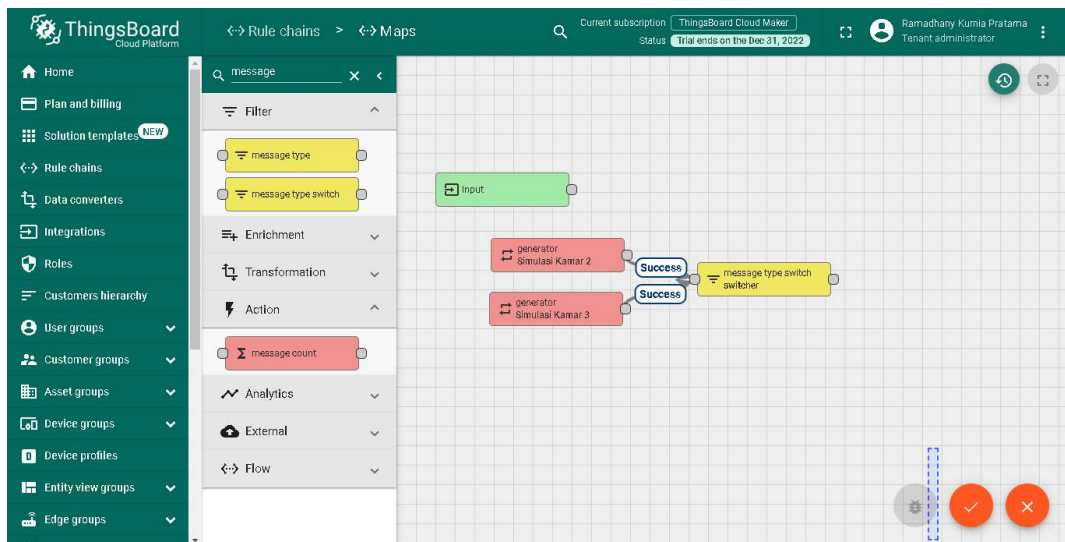 ThingsBoard
Cloud Platform
Rule chains > Maps
Current subscription ThingsBoard Cloud Maker
Status Trial ends on the Dec 31, 2022
Ramadhany Kurnia Pratama
Tenant administrator
Home
Plan and billing
Solution templates NEW
Rule chains
Data converters
Integrations
Roles
Customers hierarchy
User groups
Customer groups
Asset groups
Device groups
Device profiles
Entity view groups
Edge groups
message
Filter
message type
message type switch
Enrichment
Transformation
Action
message count
Analytics
External
Flow
Input
generator
Simulasi Kamar 2
Success
generator
Simulasi Kamar 3
Success
message type switch
switcher